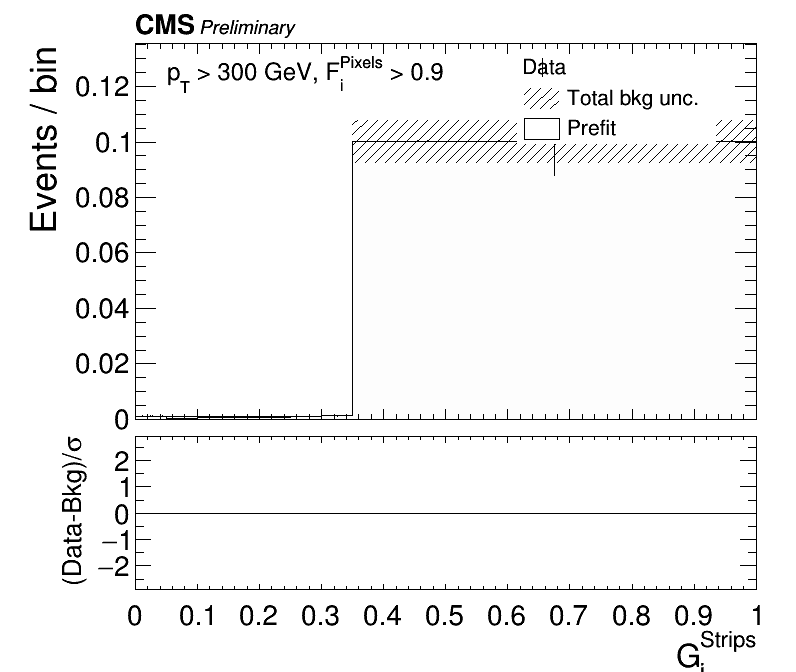 CMS Preliminary
p_T > 300 GeV, F_i^Pixels > 0.9
Data
Total bkg unc.
Prefit
Events / bin
0.12
0.1
0.08
0.06
0.04
0.02
0
(Data-Bkg)/σ
2
1
0
−1
−2
0 0.1 0.2 0.3 0.4 0.5 0.6 0.7 0.8 0.9 1
G_i^Strips